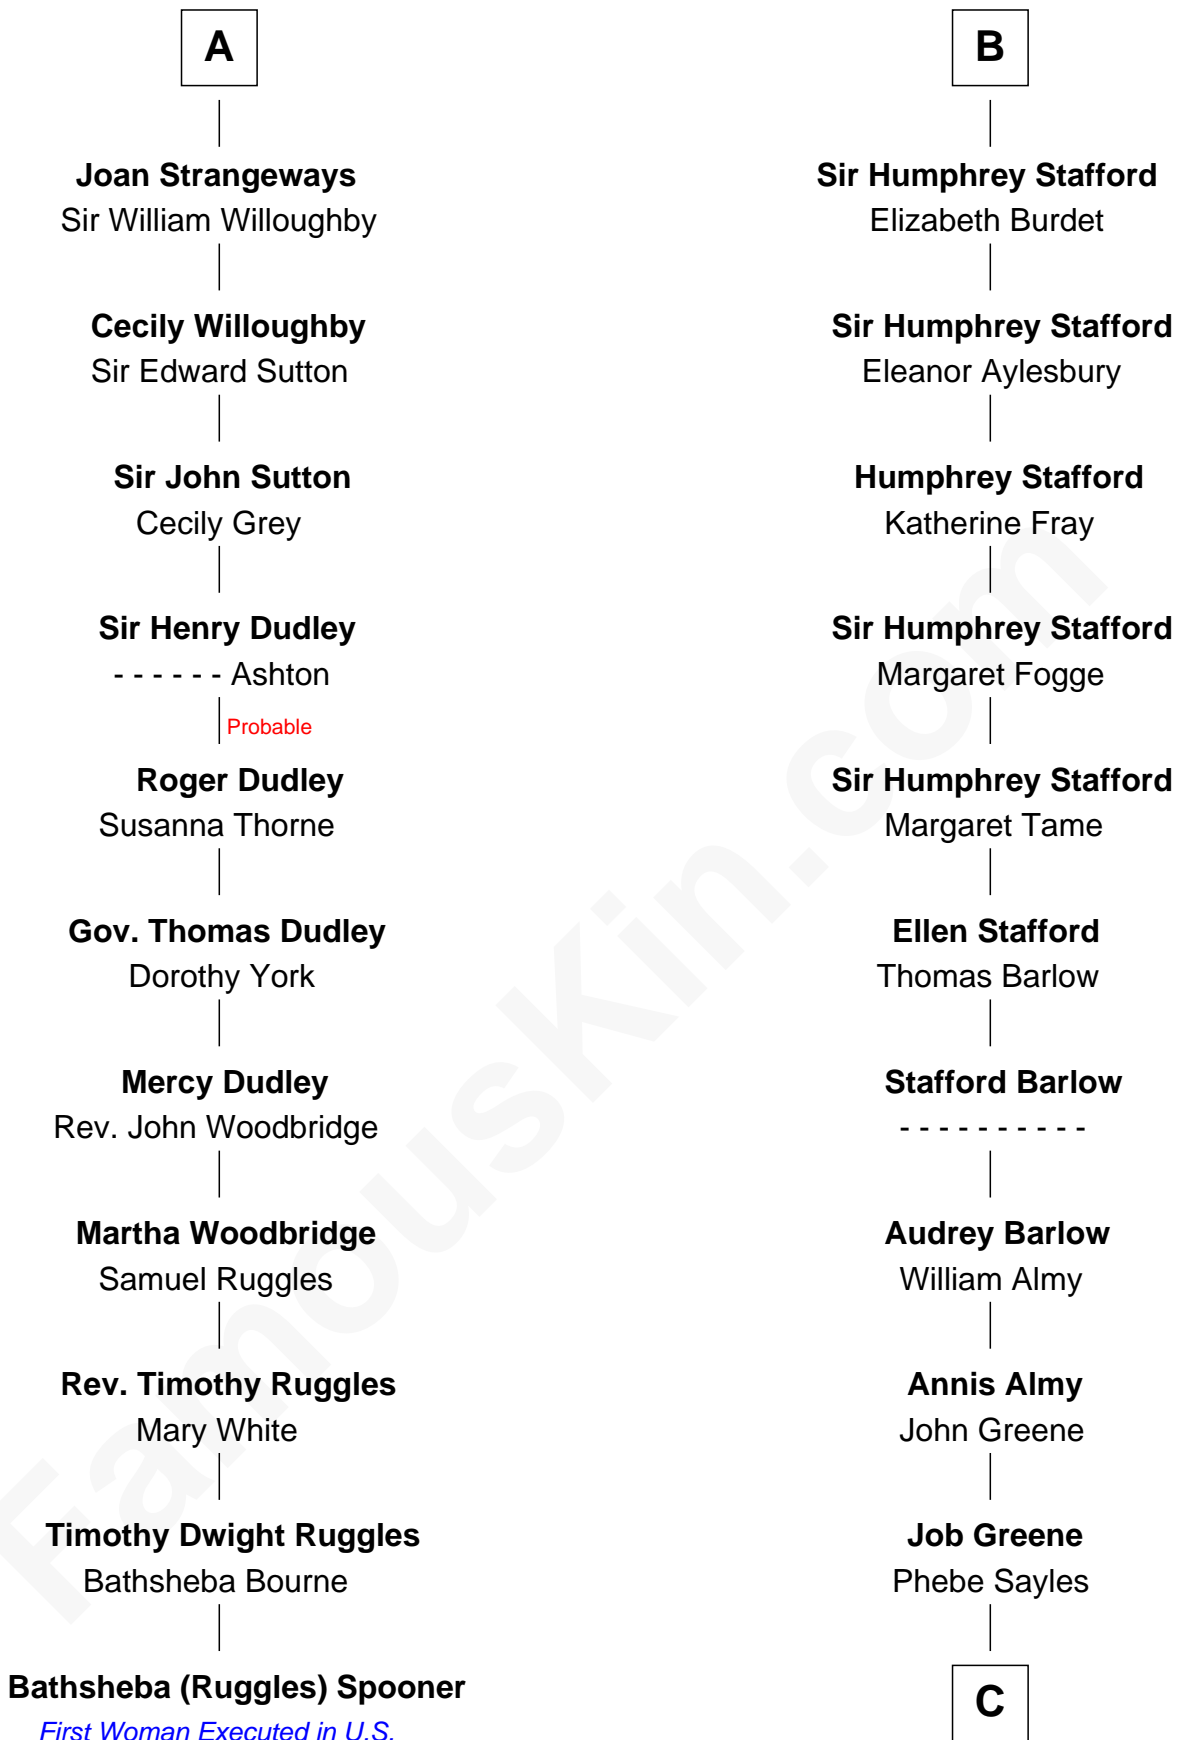 A
Joan Strangeways
Sir William Willoughby
Cecily Willoughby
Sir Edward Sutton
Sir John Sutton
Cecily Grey
Sir Henry Dudley
- - - - - - Ashton
Probable
Roger Dudley
Susanna Thorne
Gov. Thomas Dudley
Dorothy York
Mercy Dudley
Rev. John Woodbridge
Martha Woodbridge
Samuel Ruggles
Rev. Timothy Ruggles
Mary White
Timothy Dwight Ruggles
Bathsheba Bourne
Bathsheba (Ruggles) Spooner
First Woman Executed in U.S.
B
Sir Humphrey Stafford
Elizabeth Burdet
Sir Humphrey Stafford
Eleanor Aylesbury
Humphrey Stafford
Katherine Fray
Sir Humphrey Stafford
Margaret Fogge
Sir Humphrey Stafford
Margaret Tame
Ellen Stafford
Thomas Barlow
Stafford Barlow
- - - - - - - - - -
Audrey Barlow
William Almy
Annis Almy
John Greene
Job Greene
Phebe Sayles
C
FamousKin.com